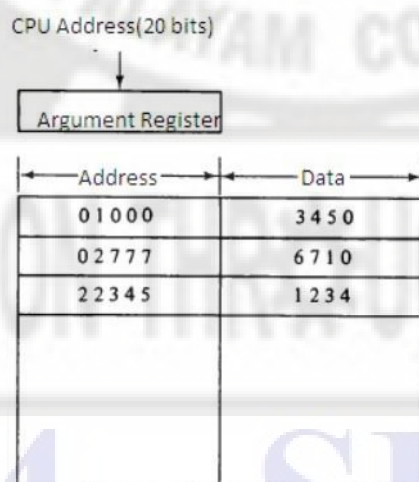 CPU Address(20 bits)
Argument Register
Address Data
01000 3450
02777 6710
22345 1234